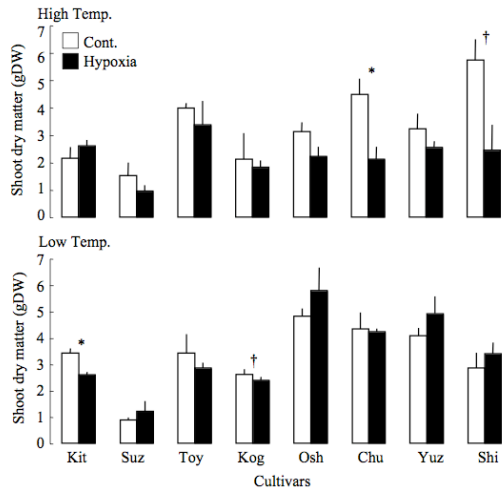 High Temp.
Shoot dry matter (gDW)
7
6
5
4
3
2
1
0
Cont.
Hypoxia
*
†
Low Temp.
Shoot dry matter (gDW)
7
6
5
4
3
2
1
0
*
†
Kit Suz Toy Kog Osh Chu Yuz Shi
Cultivars